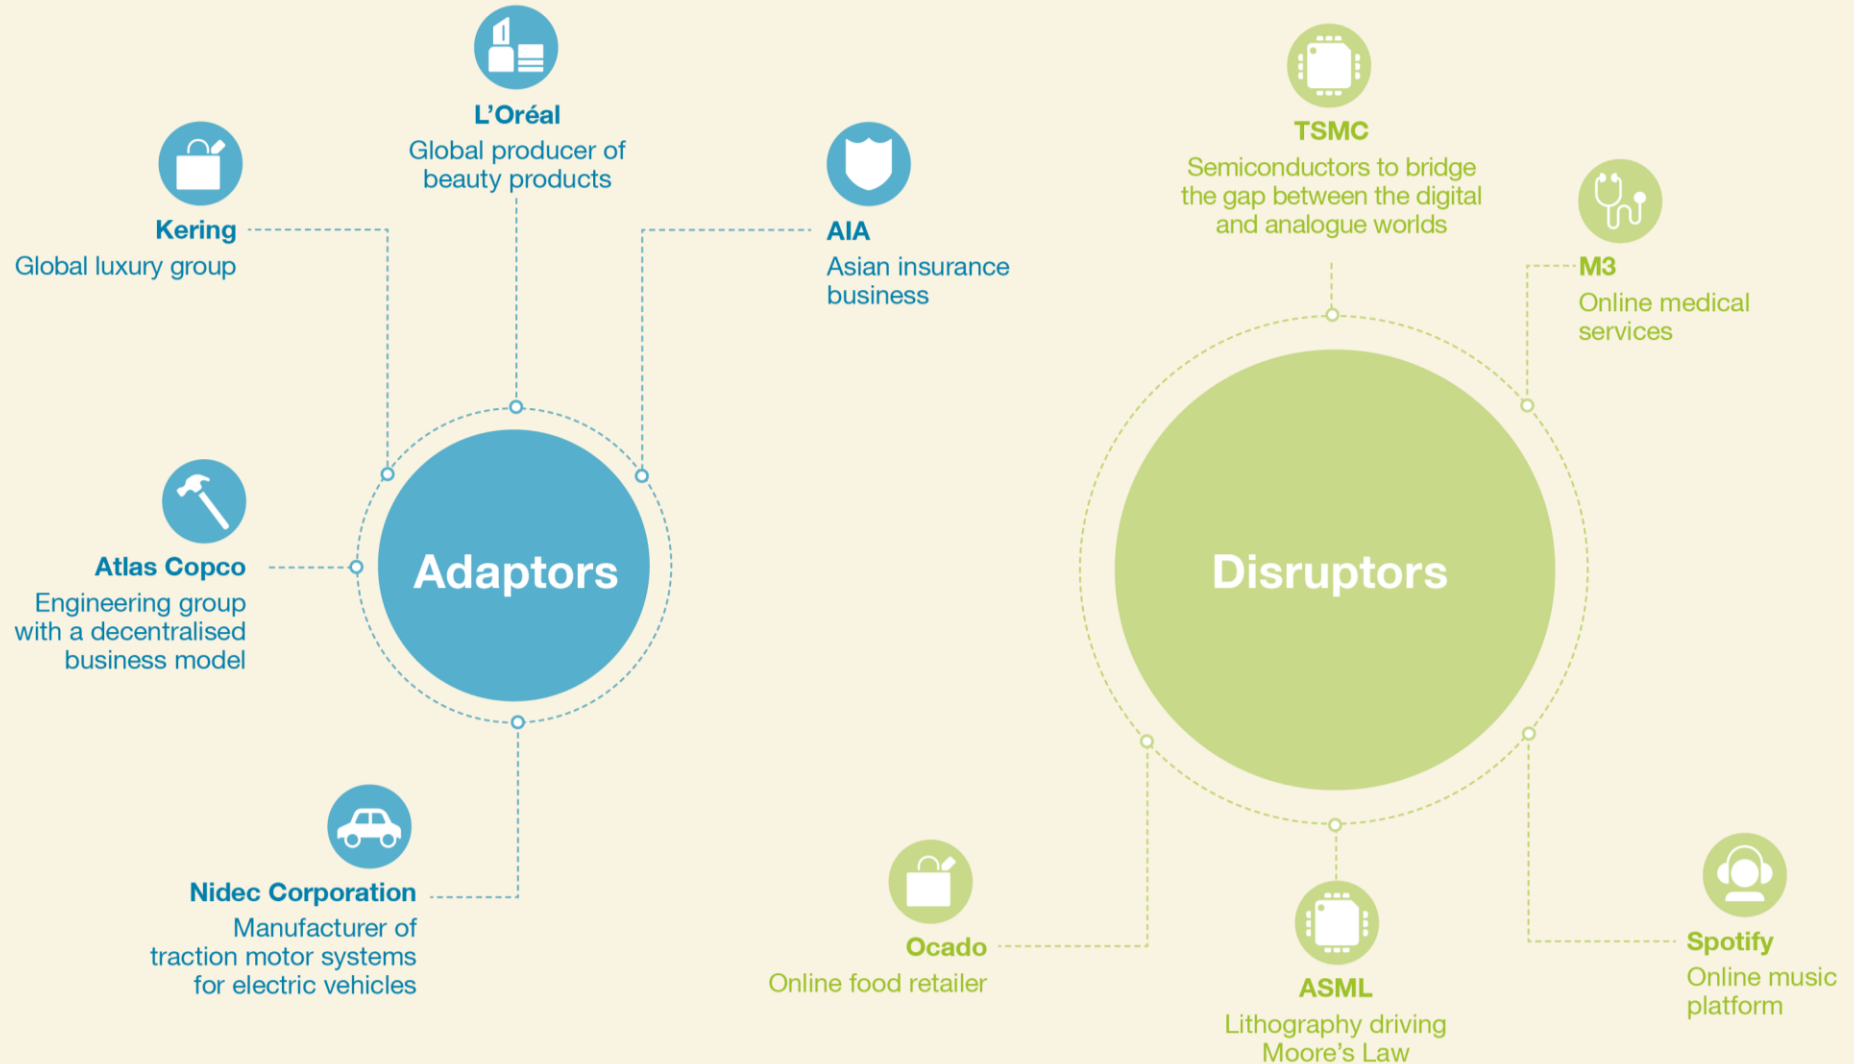 L’Oréal
Global producer of
beauty products
Kering
Global luxury group
AIA
Asian insurance
business
Atlas Copco
Engineering group
with a decentralised
business model
Adaptors
Nidec Corporation
Manufacturer of
traction motor systems
for electric vehicles
TSMC
Semiconductors to bridge
the gap between the digital
and analogue worlds
M3
Online medical
services
Disruptors
Ocado
Online food retailer
ASML
Lithography driving
Moore’s Law
Spotify
Online music
platform